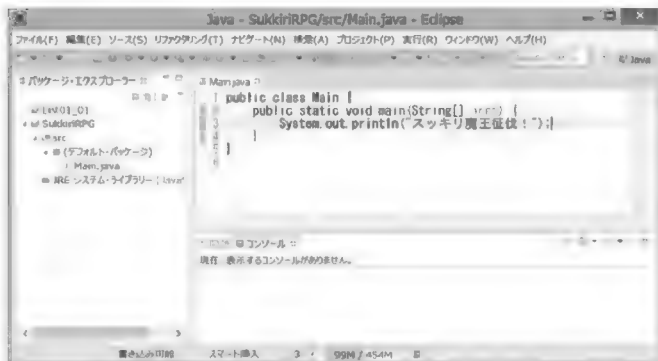 Java - SukkiriRPG/src/Main.java - Eclipse
ファイル(F) 編集(E) ソース(S) リファクタリング(T) ナビゲート(N) 検索(A) プロジェクト(P) 実行(R) ウィンドウ(W) ヘルプ(H)
Java
パッケージ・エクスプローラー
Main.java
1 public class Main {
2 public static void main(String[] args) {
3 System.out.println("スッキリ魔王征伐！");
4 }
5 }
6
SukkiriRPG
src
(デフォルト・パッケージ)
Main.java
JRE システム・ライブラリー
コンソール
現在 表示するコンソールがありません。
書き込み可能 スマート挿入 3 99M / 454M